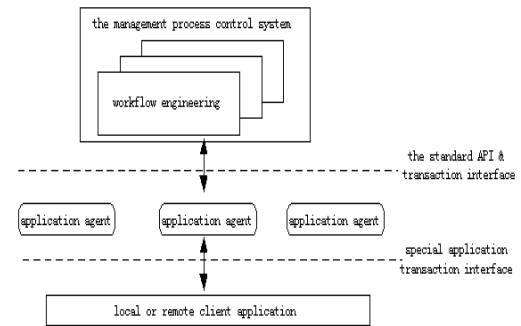 the management process control system
workflow engineering
the standard API &
transaction interface
application agent
application agent
application agent
special application
transaction interface
local or remote client application